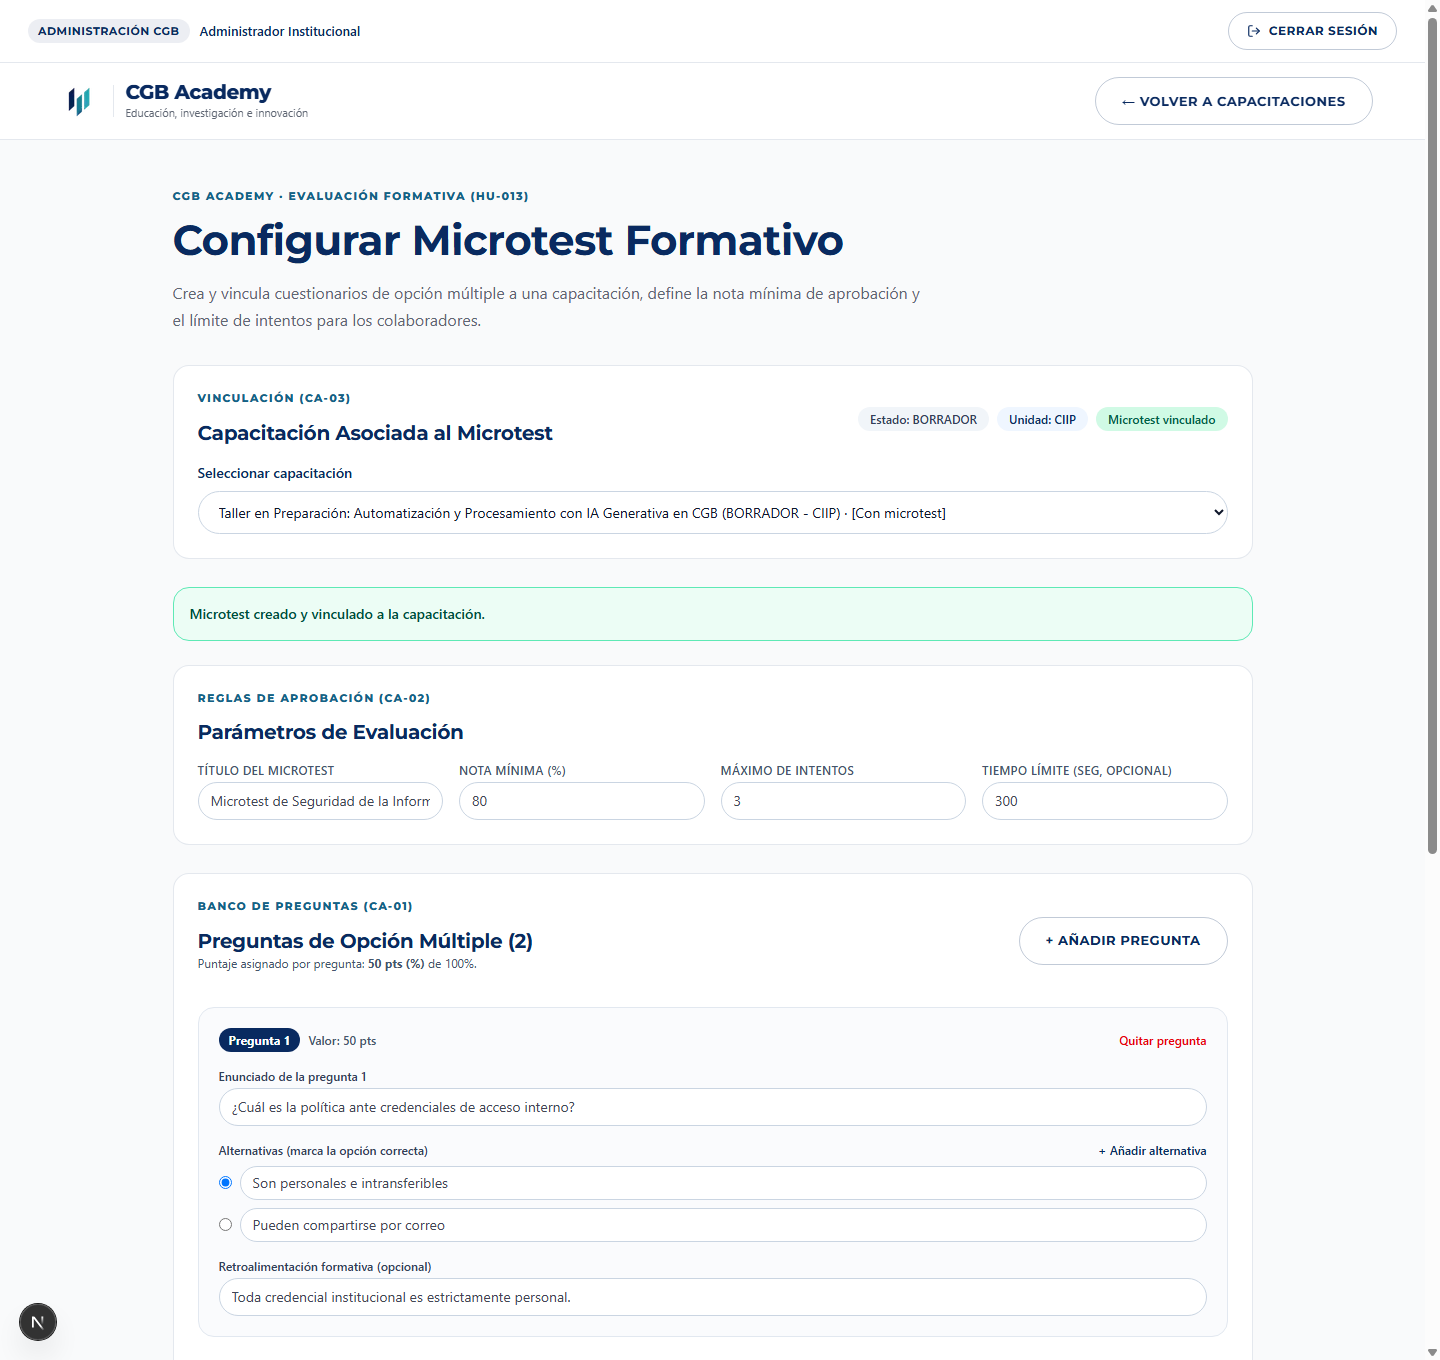 ADMINISTRACIÓN CGB
Administrador Institucional
CERRAR SESIÓN
CGB Academy
Educación, investigación e innovación
← VOLVER A CAPACITACIONES
CGB ACADEMY · EVALUACIÓN FORMATIVA (HU-013)
Configurar Microtest Formativo
Crea y vincula cuestionarios de opción múltiple a una capacitación, define la nota mínima de aprobación y
el límite de intentos para los colaboradores.
VINCULACIÓN (CA-03)
Capacitación Asociada al Microtest
Estado: BORRADOR
Unidad: CIIP
Microtest vinculado
Seleccionar capacitación
Taller en Preparación: Automatización y Procesamiento con IA Generativa en CGB (BORRADOR - CIIP) · [Con microtest]
Microtest creado y vinculado a la capacitación.
REGLAS DE APROBACIÓN (CA-02)
Parámetros de Evaluación
TÍTULO DEL MICROTEST
NOTA MÍNIMA (%)
MÁXIMO DE INTENTOS
TIEMPO LÍMITE (SEG, OPCIONAL)
Microtest de Seguridad de la Inform
80
3
300
BANCO DE PREGUNTAS (CA-01)
Preguntas de Opción Múltiple (2)
Puntaje asignado por pregunta: 50 pts (%) de 100%.
+ AÑADIR PREGUNTA
Pregunta 1
Valor: 50 pts
Quitar pregunta
Enunciado de la pregunta 1
¿Cuál es la política ante credenciales de acceso interno?
Alternativas (marca la opción correcta)
+ Añadir alternativa
Son personales e intransferibles
Pueden compartirse por correo
Retroalimentación formativa (opcional)
Toda credencial institucional es estrictamente personal.
N